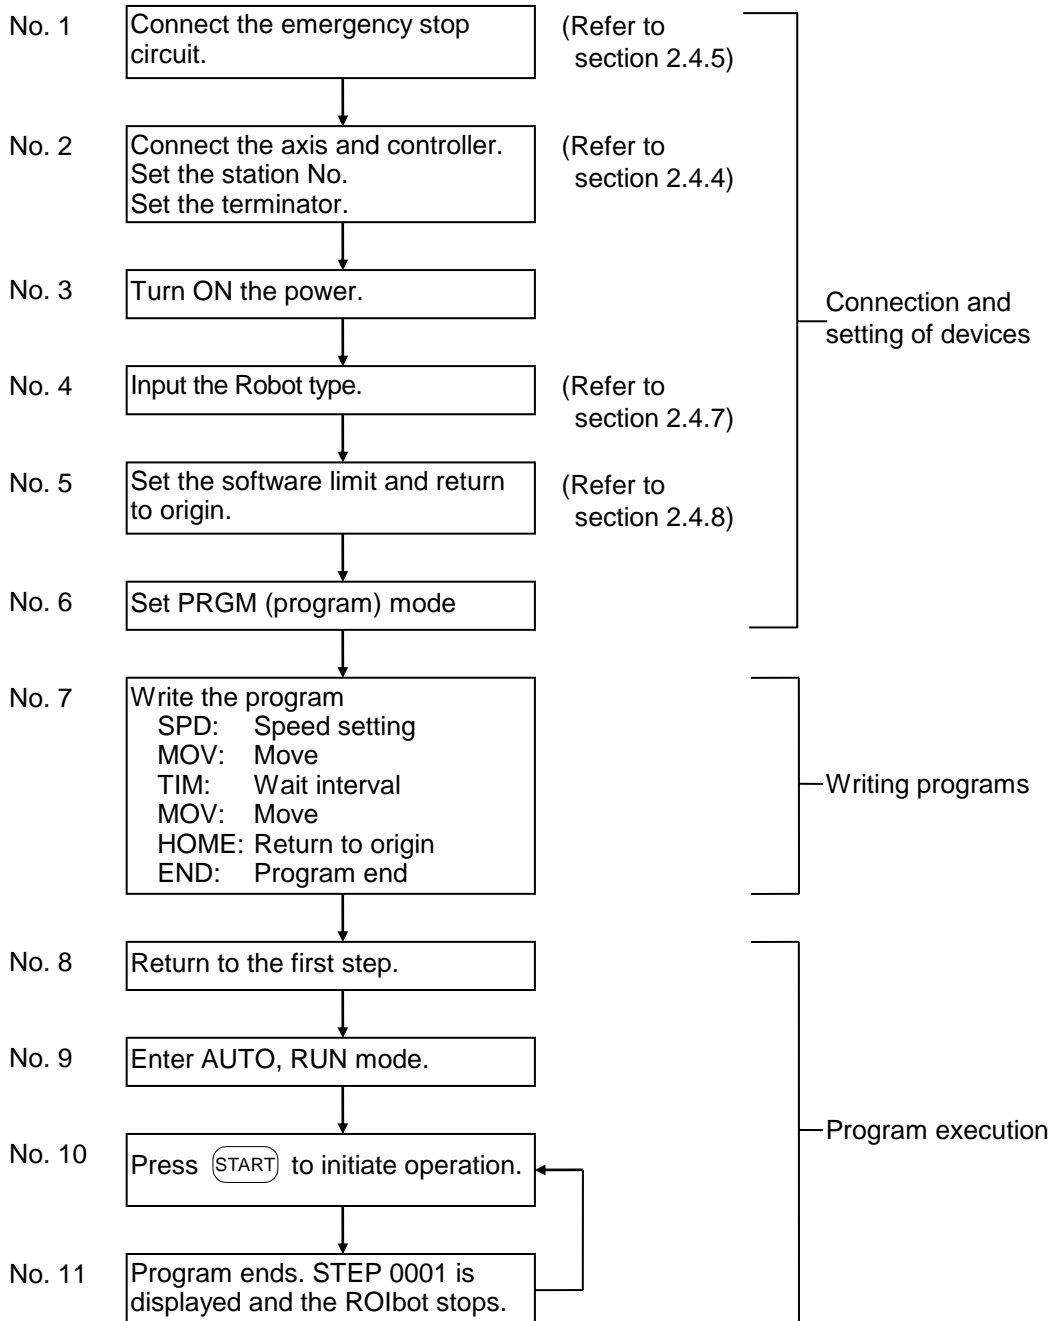 No. 1
Connect the emergency stop
circuit.
(Refer to
section 2.4.5)
No. 2
Connect the axis and controller.
Set the station No.
Set the terminator.
(Refer to
section 2.4.4)
No. 3
Turn ON the power.
Connection and
setting of devices
No. 4
Input the Robot type.
(Refer to
section 2.4.7)
No. 5
Set the software limit and return
to origin.
(Refer to
section 2.4.8)
No. 6
Set PRGM (program) mode
No. 7
Write the program
SPD: Speed setting
MOV: Move
TIM: Wait interval
MOV: Move
HOME: Return to origin
END: Program end
Writing programs
No. 8
Return to the first step.
No. 9
Enter AUTO, RUN mode.
Program execution
No. 10
Press START to initiate operation.
No. 11
Program ends. STEP 0001 is
displayed and the ROIbot stops.